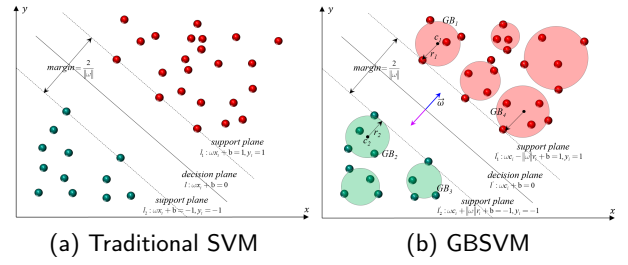 y
margin= 2/‖ω‖
support plane
l₁ : ωxᵢ + b = 1, yᵢ = 1
decision plane
l : ωxᵢ + b = 0
support plane
l₂ : ωxᵢ + b = −1, yᵢ = −1
x
(a) Traditional SVM
y
GB₁
c₁
r₁
margin= 2/‖ω‖
ω⃗
GB₄
r₂
c₂
GB₂
GB₃
support plane
l₁ : ωcᵢ − ‖ω‖rᵢ + b = 1, yᵢ = 1
decision plane
l : ωxᵢ + b = 0
support plane
l₂ : ωcᵢ + ‖ω‖rᵢ + b = −1, yᵢ = −1
x
(b) GBSVM